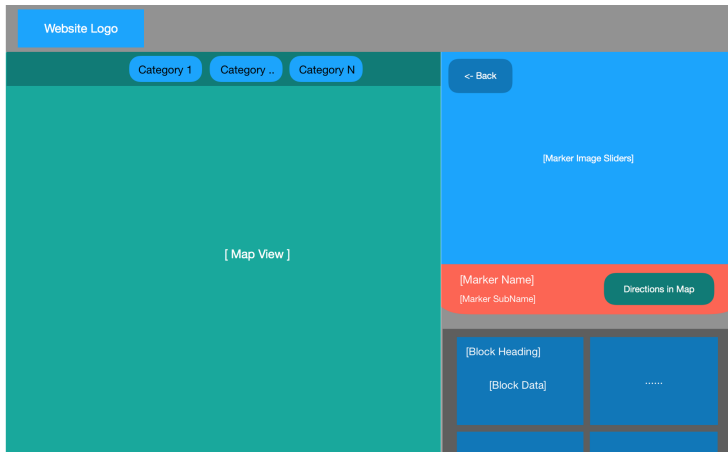 Website Logo
Category 1
Category ..
Category N
[ Map View ]
<- Back
[Marker Image Sliders]
[Marker Name]
[Marker SubName]
Directions in Map
[Block Heading]
[Block Data]
......